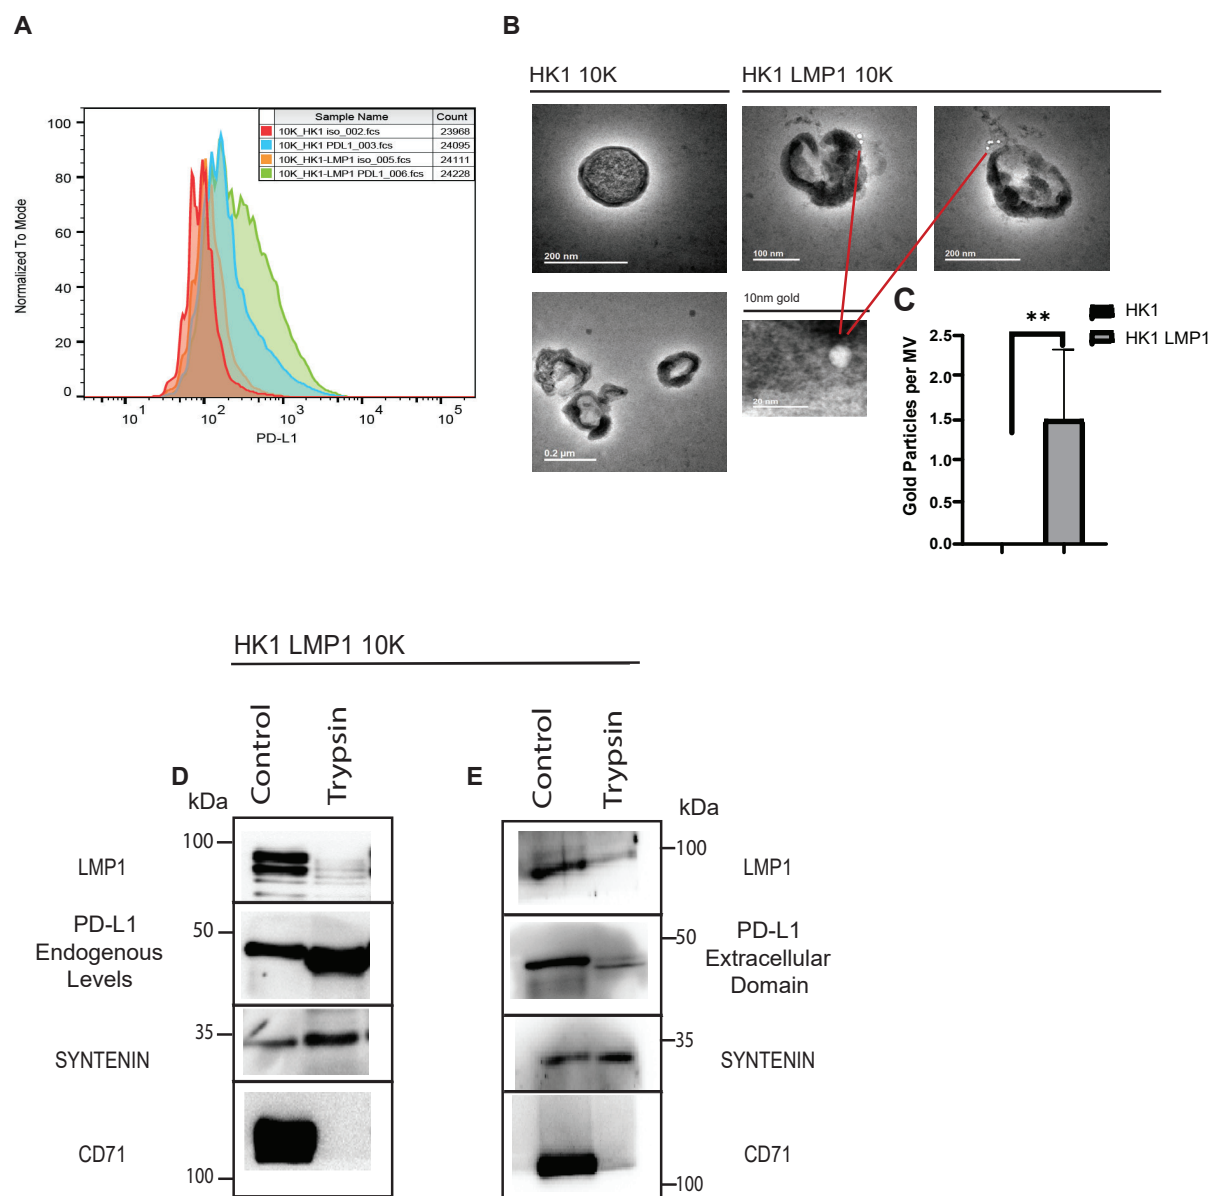 A
Sample Name Count
10K_HK1 iso_002.fcs 23968
10K_HK1 PDL1_003.fcs 24095
10K_HK1-LMP1 iso_005.fcs 24111
10K_HK1-LMP1 PDL1_006.fcs 24228
Normalized To Mode
100
80
60
40
20
0
10^1 10^2 10^3 10^4 10^5
PD-L1
B
HK1 10K
HK1 LMP1 10K
200 nm
100 nm
200 nm
0.2 µm
10nm gold
20 nm
C
HK1
HK1 LMP1
**
Gold Particles per MV
2.5
2.0
1.5
1.0
0.5
0.0
HK1 LMP1 10K
D
Control
Trypsin
kDa
100
LMP1
50
PD-L1
Endogenous
Levels
35
SYNTENIN
CD71
100
E
Control
Trypsin
kDa
100
LMP1
50
PD-L1
Extracellular
Domain
35
SYNTENIN
CD71
100